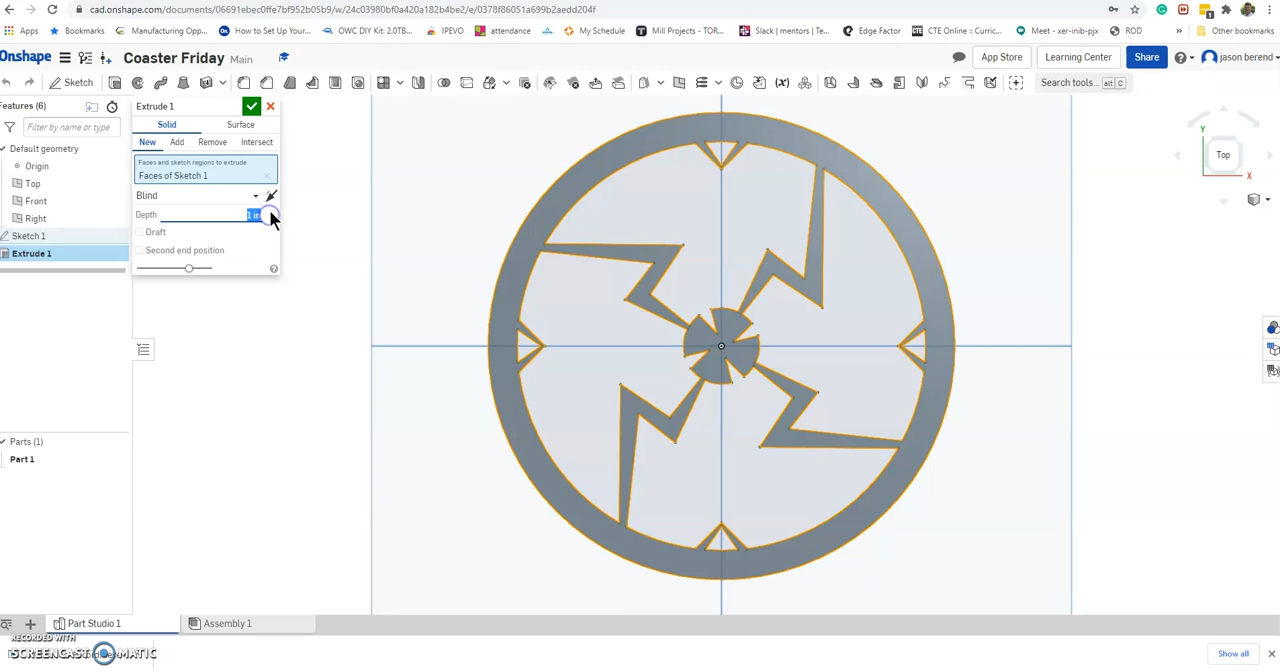 cad.onshape.com/documents/06691ebec0ffe7bf952b05b9/w/24c03980bf0a420a182b4be2/e/0378f86051a699b2aedd204f
Apps Bookmarks Manufacturing Opp... How to Set Your... OWC DIY Kit: 2.0TB... IPEVO attendance My Schedule Mill Projects - TOR... Slack | mentors | Te... Edge Factor CTE Online :: Curric... Meet - xer-inib-pjx ROD » Other bookmarks
Onshape Coaster Friday Main App Store Learning Center Share jason berend
Sketch (x) Search tools... alt C
Features (6)
Filter by name or type
Default geometry
Origin
Top
Front
Right
Sketch 1
Extrude 1
Extrude 1
Solid Surface
New Add Remove Intersect
Faces and sketch regions to extrude
Faces of Sketch 1
Blind
Depth 1 in
Draft
Second end position
Y
Top
X
Parts (1)
Part 1
Part Studio 1 Assembly 1
RECORDED WITH
SCREENCAST MATIC
Show all